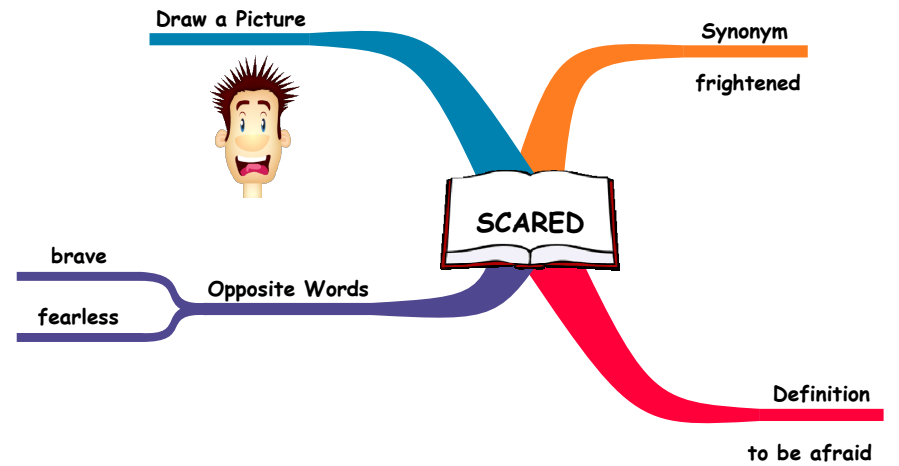 Draw a Picture
Synonym
frightened
SCARED
brave
Opposite Words
fearless
Definition
to be afraid